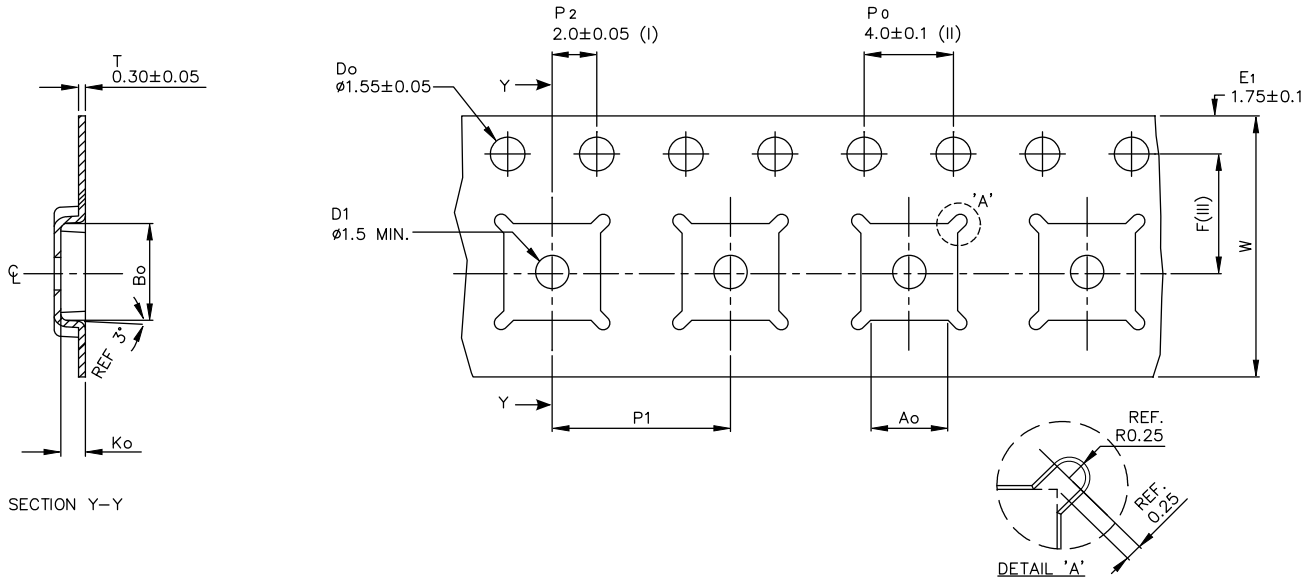 P2
2.0±0.05 (I)
Po
4.0±0.1 (II)
T
0.30±0.05
Do
ø1.55±0.05
Y
E1
1.75±0.1
D1
ø1.5 MIN.
'A'
F(III)
W
℄
Bo
REF 3°
Y
P1
Ao
Ko
REF.
R0.25
REF.
0.25
SECTION Y-Y
DETAIL 'A'